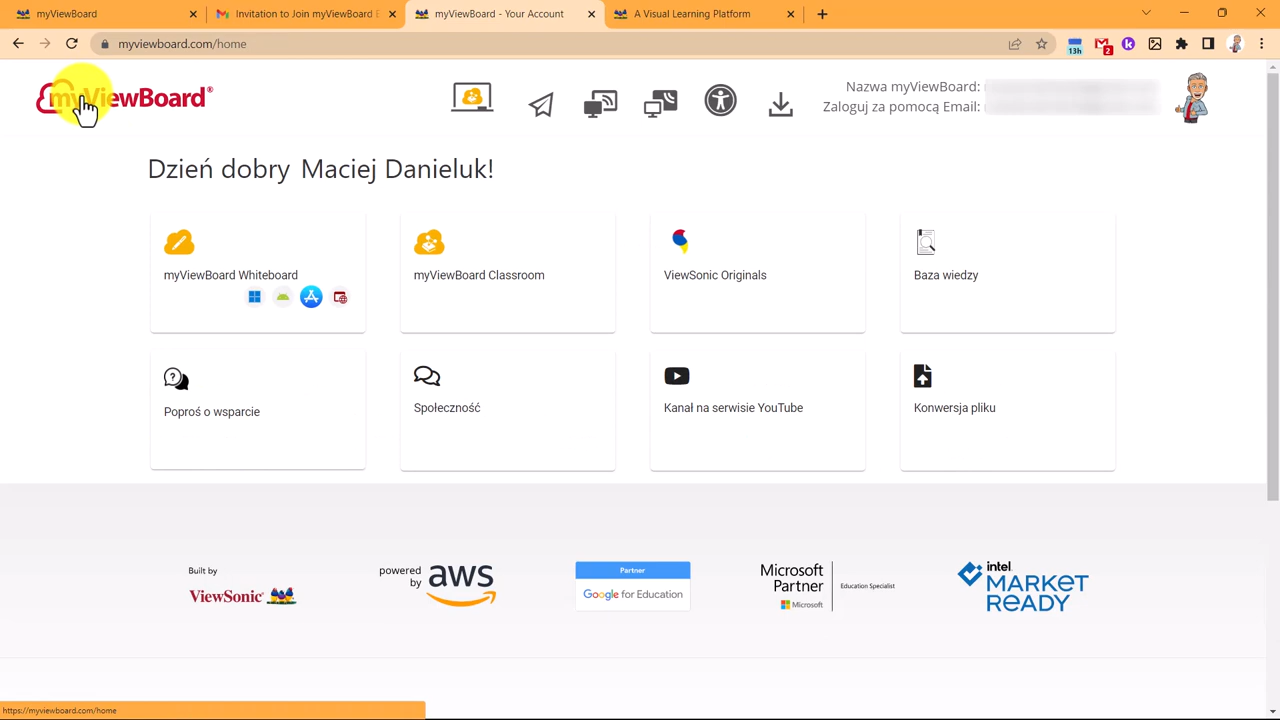 myViewBoard
Invitation to Join myViewBoard E
myViewBoard - Your Account
A Visual Learning Platform
myviewboard.com/home
13h
2
myViewBoard®
Nazwa myViewBoard:
Zaloguj za pomocą Email:
Dzień dobry Maciej Danieluk!
myViewBoard Whiteboard
myViewBoard Classroom
ViewSonic Originals
Baza wiedzy
Poproś o wsparcie
Społeczność
Kanał na serwisie YouTube
Konwersja pliku
Built by
ViewSonic®
powered
by
aws
Partner
Google for Education
Microsoft
Partner
Microsoft
Education Specialist
intel
MARKET
READY
https://myviewboard.com/home